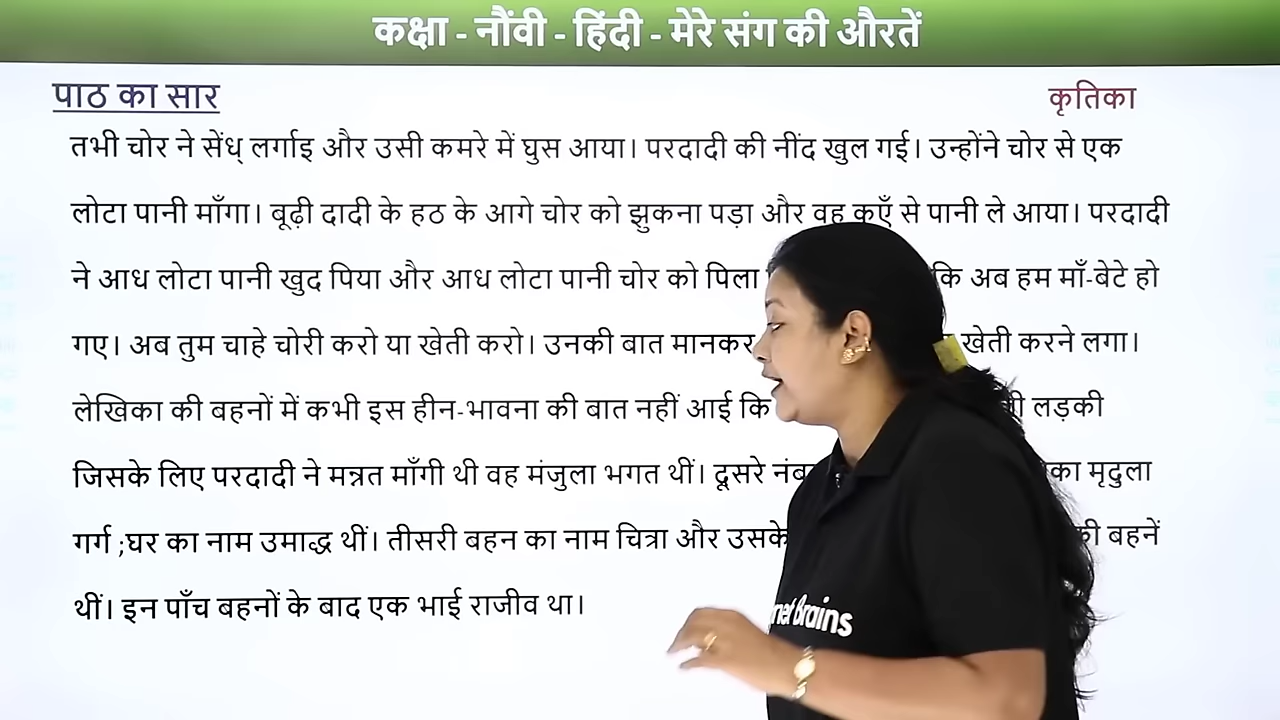 कक्षा - नौंवी - हिंदी - मेरे संग की औरतें
पाठ का सार
कृतिका
तभी चोर ने सेंध् लर्गाइ और उसी कमरे में घुस आया। परदादी की नींद खुल गई। उन्होंने चोर से एक
लोटा पानी माँगा। बूढ़ी दादी के हठ के आगे चोर को झुकना पड़ा और वह कुएँ से पानी ले आया। परदादी
ने आध लोटा पानी खुद पिया और आध लोटा पानी चोर को पिला कि अब हम माँ-बेटे हो
गए। अब तुम चाहे चोरी करो या खेती करो। उनकी बात मानकर खेती करने लगा।
लेखिका की बहनों में कभी इस हीन-भावना की बात नहीं आई कि लड़की
जिसके लिए परदादी ने मन्नत माँगी थी वह मंजुला भगत थीं। दूसरे मृदुला
गर्ग ;घर का नाम उमाद्ध थीं। तीसरी बहन का नाम चित्रा और उसके की बहनें
थीं। इन पाँच बहनों के बाद एक भाई राजीव था।
Brains